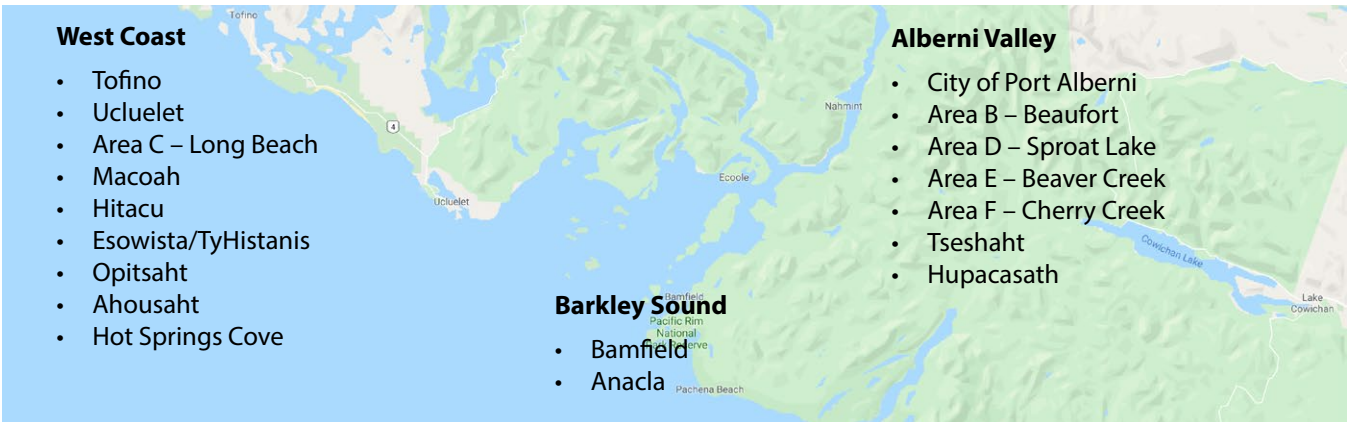 West Coast
• Tofino
• Ucluelet
• Area C – Long Beach
• Macoah
• Hitacu
• Esowista/TyHistanis
• Opitsaht
• Ahousaht
• Hot Springs Cove
Barkley Sound
• Bamfield
• Anacla
Alberni Valley
• City of Port Alberni
• Area B – Beaufort
• Area D – Sproat Lake
• Area E – Beaver Creek
• Area F – Cherry Creek
• Tseshaht
• Hupacasath
Tofino
4
Ucluelet
Nahmint
Ecoole
Bamfield
Pacific Rim
National
Park Reserve
Pachena Beach
Cowichan Lake
Lake
Cowichan